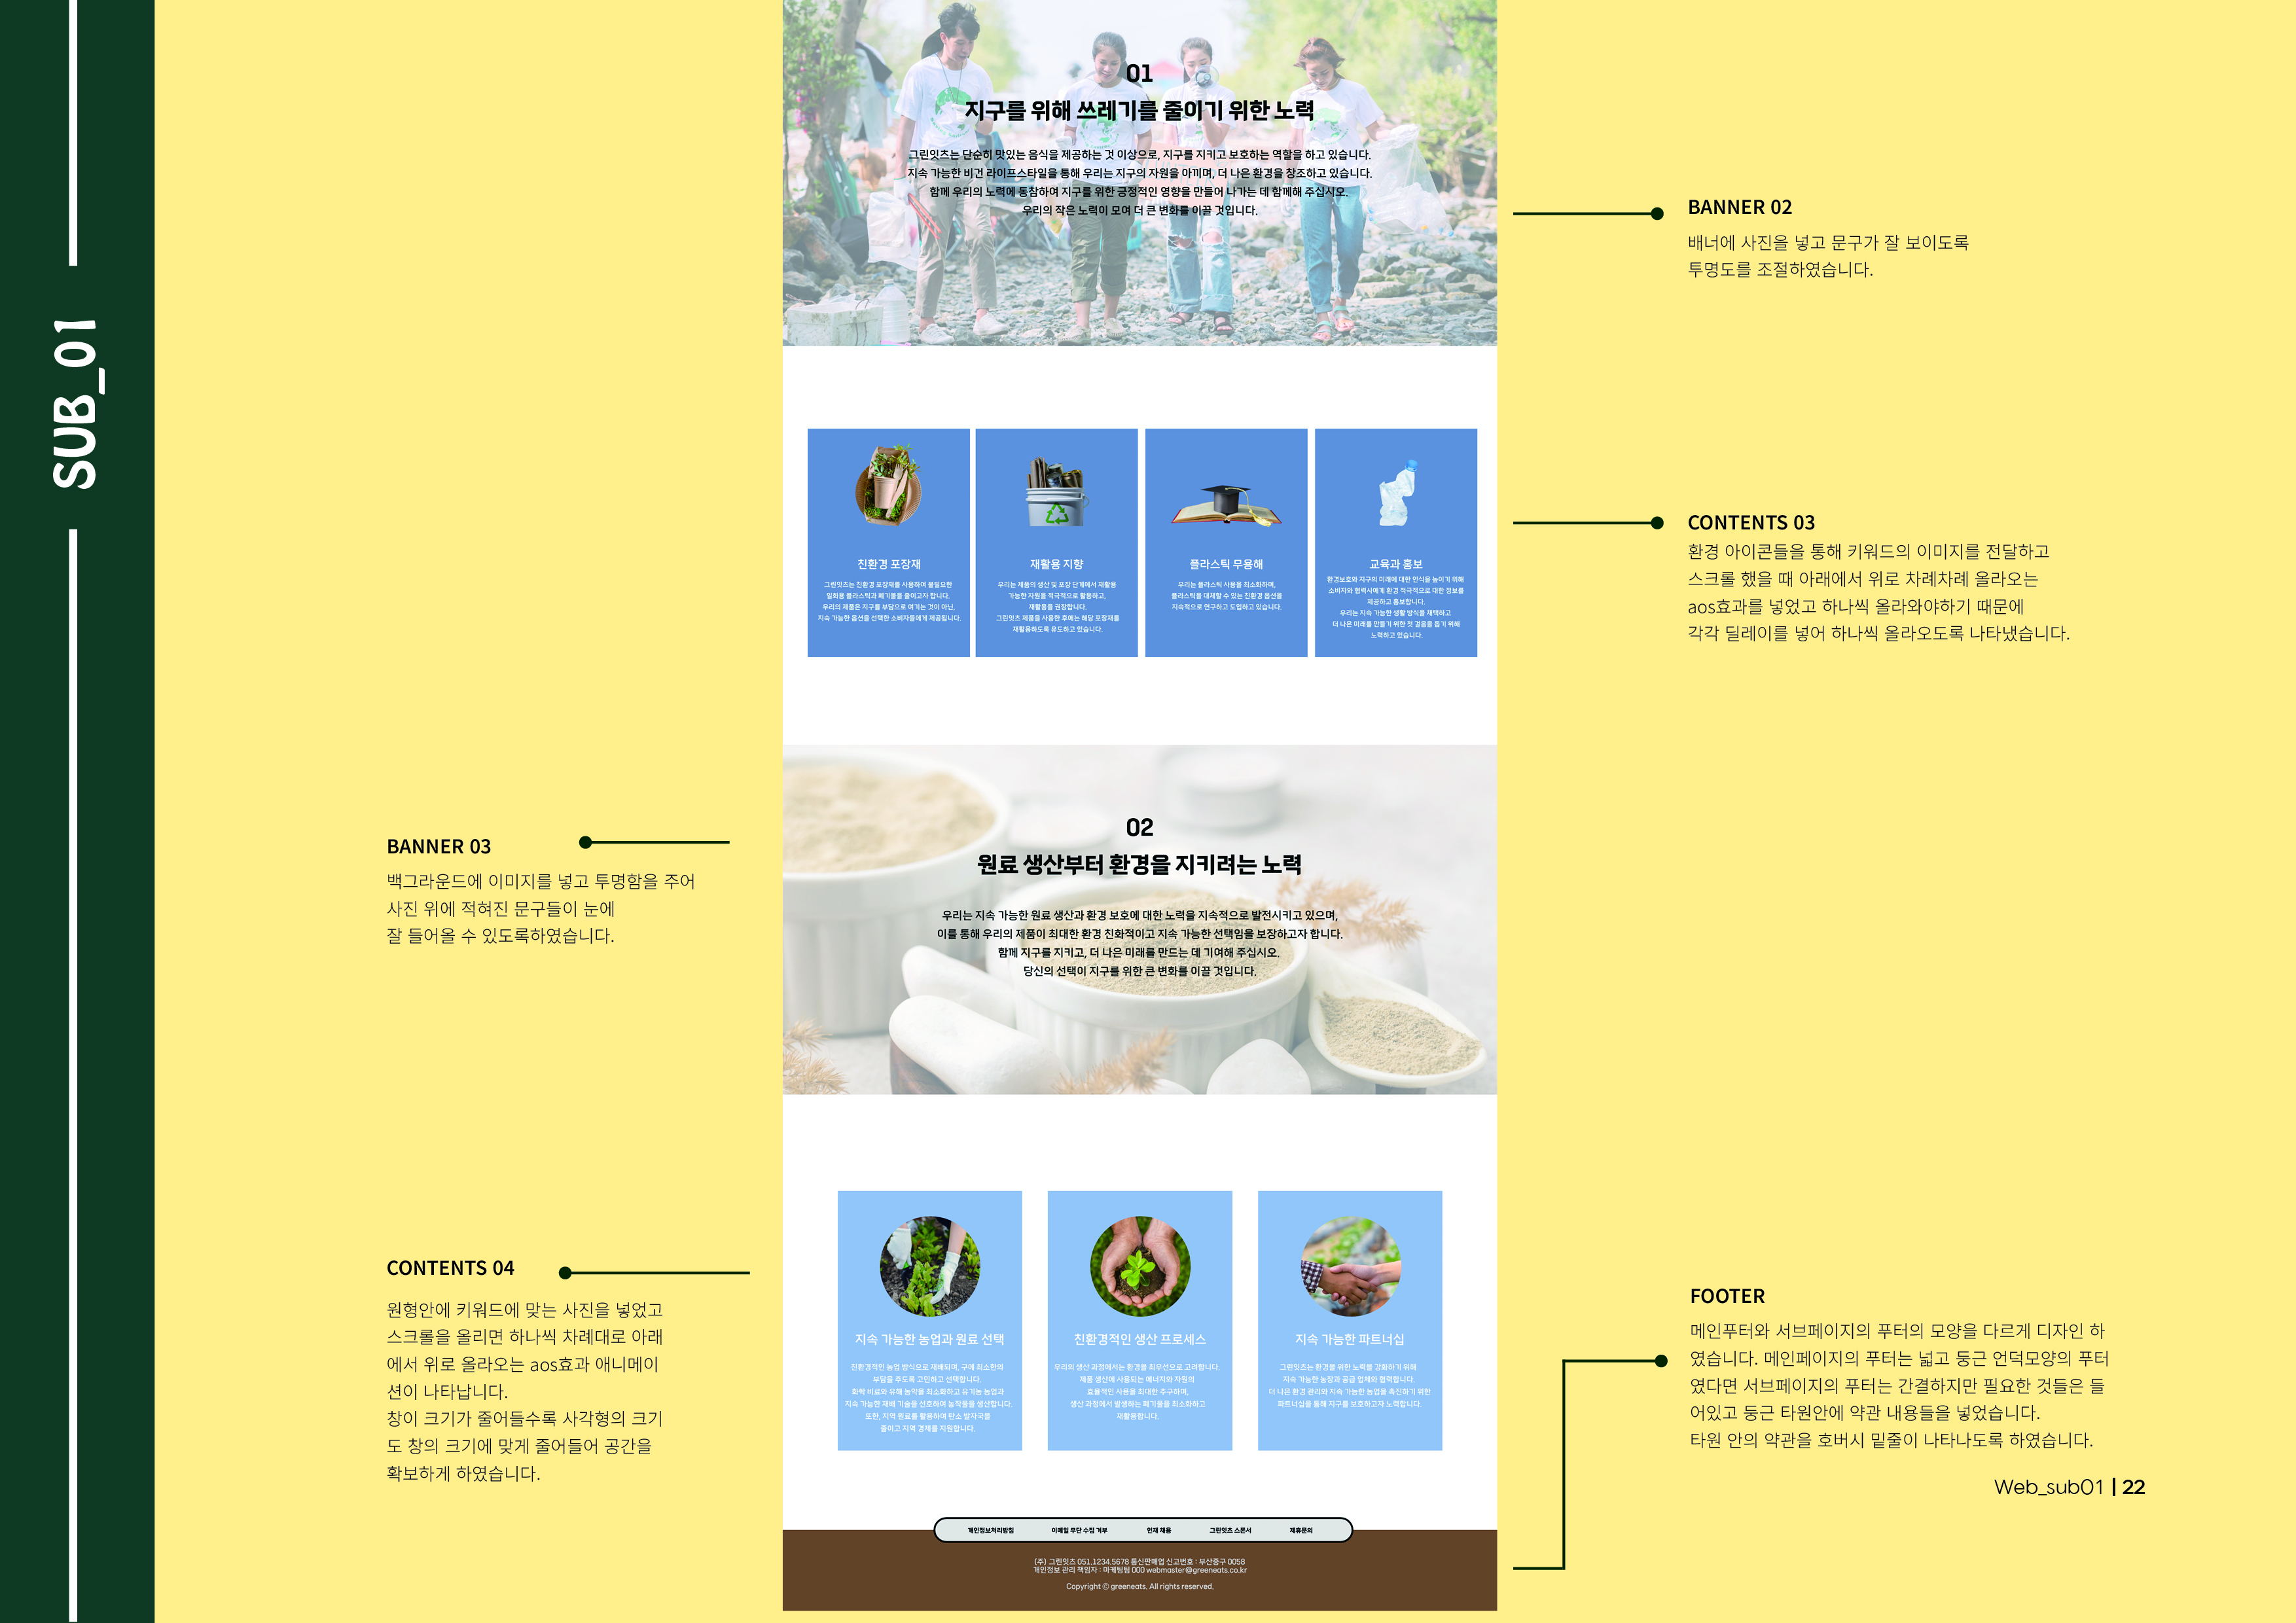 SUB_01
01
지구를 위해 쓰레기를 줄이기 위한 노력
그린잇츠는 단순히 맛있는 음식을 제공하는 것 이상으로, 지구를 지키고 보호하는 역할을 하고 있습니다.
지속 가능한 비건 라이프스타일을 통해 우리는 지구의 자원을 아끼며, 더 나은 환경을 창조하고 있습니다.
함께 우리의 노력에 동참하여 지구를 위한 긍정적인 영향을 만들어 나가는 데 함께해 주십시오.
우리의 작은 노력이 모여 더 큰 변화를 이끌 것입니다.
BANNER 02
배너에 사진을 넣고 문구가 잘 보이도록
투명도를 조절하였습니다.
친환경 포장재
그린잇츠는 친환경 포장재를 사용하여 불필요한
일회용 플라스틱과 폐기물을 줄이고자 합니다.
우리의 제품은 지구를 부담으로 여기는 것이 아닌,
지속 가능한 옵션을 선택한 소비자들에게 제공됩니다.
재활용 지향
우리는 제품의 생산 및 포장 단계에서 재활용
가능한 자원을 적극적으로 활용하고,
재활용을 권장합니다.
그린잇츠 제품을 사용한 후에는 해당 포장재를
재활용하도록 유도하고 있습니다.
플라스틱 무용해
우리는 플라스틱 사용을 최소화하며,
플라스틱을 대체할 수 있는 친환경 옵션을
지속적으로 연구하고 도입하고 있습니다.
교육과 홍보
환경보호와 지구의 미래에 대한 인식을 높이기 위해
소비자와 협력사에게 환경 적극적으로 대한 정보를
제공하고 홍보합니다.
우리는 지속 가능한 생활 방식을 채택하고
더 나은 미래를 만들기 위한 첫 걸음을 돕기 위해
노력하고 있습니다.
CONTENTS 03
환경 아이콘들을 통해 키워드의 이미지를 전달하고
스크롤 했을 때 아래에서 위로 차례차례 올라오는
aos효과를 넣었고 하나씩 올라와야하기 때문에
각각 딜레이를 넣어 하나씩 올라오도록 나타냈습니다.
BANNER 03
백그라운드에 이미지를 넣고 투명함을 주어
사진 위에 적혀진 문구들이 눈에
잘 들어올 수 있도록하였습니다.
02
원료 생산부터 환경을 지키려는 노력
우리는 지속 가능한 원료 생산과 환경 보호에 대한 노력을 지속적으로 발전시키고 있으며,
이를 통해 우리의 제품이 최대한 환경 친화적이고 지속 가능한 선택임을 보장하고자 합니다.
함께 지구를 지키고, 더 나은 미래를 만드는 데 기여해 주십시오.
당신의 선택이 지구를 위한 큰 변화를 이끌 것입니다.
CONTENTS 04
원형안에 키워드에 맞는 사진을 넣었고
스크롤을 올리면 하나씩 차례대로 아래
에서 위로 올라오는 aos효과 애니메이
션이 나타납니다.
창이 크기가 줄어들수록 사각형의 크기
도 창의 크기에 맞게 줄어들어 공간을
확보하게 하였습니다.
지속 가능한 농업과 원료 선택
친환경적인 농업 방식으로 재배되며, 구에 최소한의
부담을 주도록 고민하고 선택합니다.
화학 비료와 유해 농약을 최소화하고 유기농 농업과
지속 가능한 재배 기술을 선호하여 농작물을 생산합니다.
또한, 지역 원료를 활용하여 탄소 발자국을
줄이고 지역 경제를 지원합니다.
친환경적인 생산 프로세스
우리의 생산 과정에서는 환경을 최우선으로 고려합니다.
제품 생산에 사용되는 에너지와 자원의
효율적인 사용을 최대한 추구하며,
생산 과정에서 발생하는 폐기물을 최소화하고
재활용합니다.
지속 가능한 파트너십
그린잇츠는 환경을 위한 노력을 강화하기 위해
지속 가능한 농장과 공급 업체와 협력합니다.
더 나은 환경 관리와 지속 가능한 농업을 촉진하기 위한
파트너십을 통해 지구를 보호하고자 노력합니다.
FOOTER
메인푸터와 서브페이지의 푸터의 모양을 다르게 디자인 하
였습니다. 메인페이지의 푸터는 넓고 둥근 언덕모양의 푸터
였다면 서브페이지의 푸터는 간결하지만 필요한 것들은 들
어있고 둥근 타원안에 약관 내용들을 넣었습니다.
타원 안의 약관을 호버시 밑줄이 나타나도록 하였습니다.
Web_sub01 | 22
개인정보처리방침 이메일 무단 수집 거부 인재 채용 그린잇츠 스폰서 제휴문의
(주) 그린잇츠 051.1234.5678 통신판매업 신고번호 : 부산중구 0058
개인정보 관리 책임자 : 마케팅팀 000 webmaster@greeneats.co.kr
Copyright ⓒ greeneats. All rights reserved.